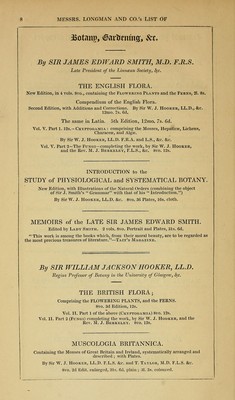 8 MESSRS. LONGMAN AND CO.'S LIST OF
Botany, Gardening, &c.
By SIR JAMES EDWARD SMITH, M.D. F.R.S.
Late President of the Linnæan Society, &c.
THE ENGLISH FLORA.
New Edition, in 4 vols. 8vo., containing the FLOWERING PLANTS and the FERNS, £2. 8s.
Compendium of the English Flora.
Second Edition, with Additions and Corrections. By Sir W. J. HOOKER, LL.D., &c.
12mo. 7s. 6d.
The same in Latin. 5th Edition, 12mo. 7s. 6d.
Vol. V. Part 1. 12s.—CRYPTOGAMIA: comprising the Mosses, Hepaticæ, Lichens,
Characeæ, and Algæ.
By Sir W. J. HOOKER, LL.D. F.R.A. and L.S., &c. &c.
Vol. V. Part 2—The FUNGI—completing the work, by Sir W. J. HOOKER,
and the Rev. M. J. BERKELEY, F.L.S., &c. 8vo. 12s.
INTRODUCTION to the
STUDY of PHYSIOLOGICAL and SYSTEMATICAL BOTANY.
New Edition, with Illustrations of the Natural Orders (combining the object
of Sir J. Smith's "Grammar" with that of his "Introduction.")
By Sir W. J. HOOKER, LL.D. &c. 8vo. 36 Plates, 16s. cloth.
MEMOIRS of the LATE SIR JAMES EDWARD SMITH.
Edited by LADY SMITH. 2 vols. 8vo. Portrait and Plates, 31s. 6d.
"This work is among the books which, from their moral beauty, are to be regarded as
the most precious treasures of literature."—TAIT'S MAGAZINE.
By SIR WILLIAM JACKSON HOOKER, LL.D.
Regius Professor of Botany in the University of Glasgow, &c.
THE BRITISH FLORA;
Comprising the FLOWERING PLANTS, and the FERNS.
8vo. 3d Edition, 12s.
Vol. II. Part 1 of the above (CRYPTOGAMIA) 8vo. 12s.
Vol. II. Part 2 (FUNGI) completing the work, by Sir W. J. HOOKER, and the
Rev. M. J. BERKELEY. 8vo. 12s.
MUSCOLOGIA BRITANNICA.
Containing the Mosses of Great Britain and Ireland, systematically arranged and
described; with Plates.
By Sir W. J. HOOKER, LL.D. F.L.S. &c. and T. TAYLOR, M.D. F.L.S. &c.
8vo. 2d Edit. enlarged, 31s. 6d. plain; £3. 3s. coloured.